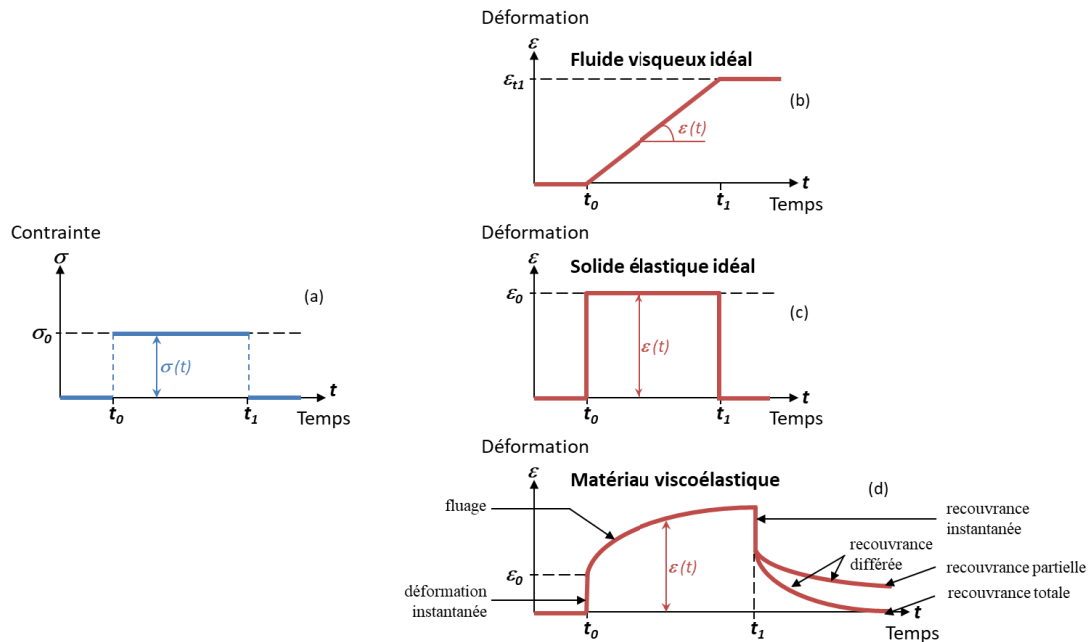 Déformation
ε
Fluide visqueux idéal
ε_t1
(b)
ε(t)
t
t_0
t_1
Temps
Contrainte
σ
(a)
σ_0
σ(t)
t
t_0
t_1
Temps
Déformation
ε
Solide élastique idéal
ε_0
(c)
ε(t)
t
t_0
t_1
Temps
Déformation
ε
Matériau viscoélastique
(d)
fluage
recouvrance
instantanée
recouvrance
différée
ε_0
ε(t)
recouvrance partielle
déformation
instantanée
recouvrance totale
t
t_0
t_1
Temps